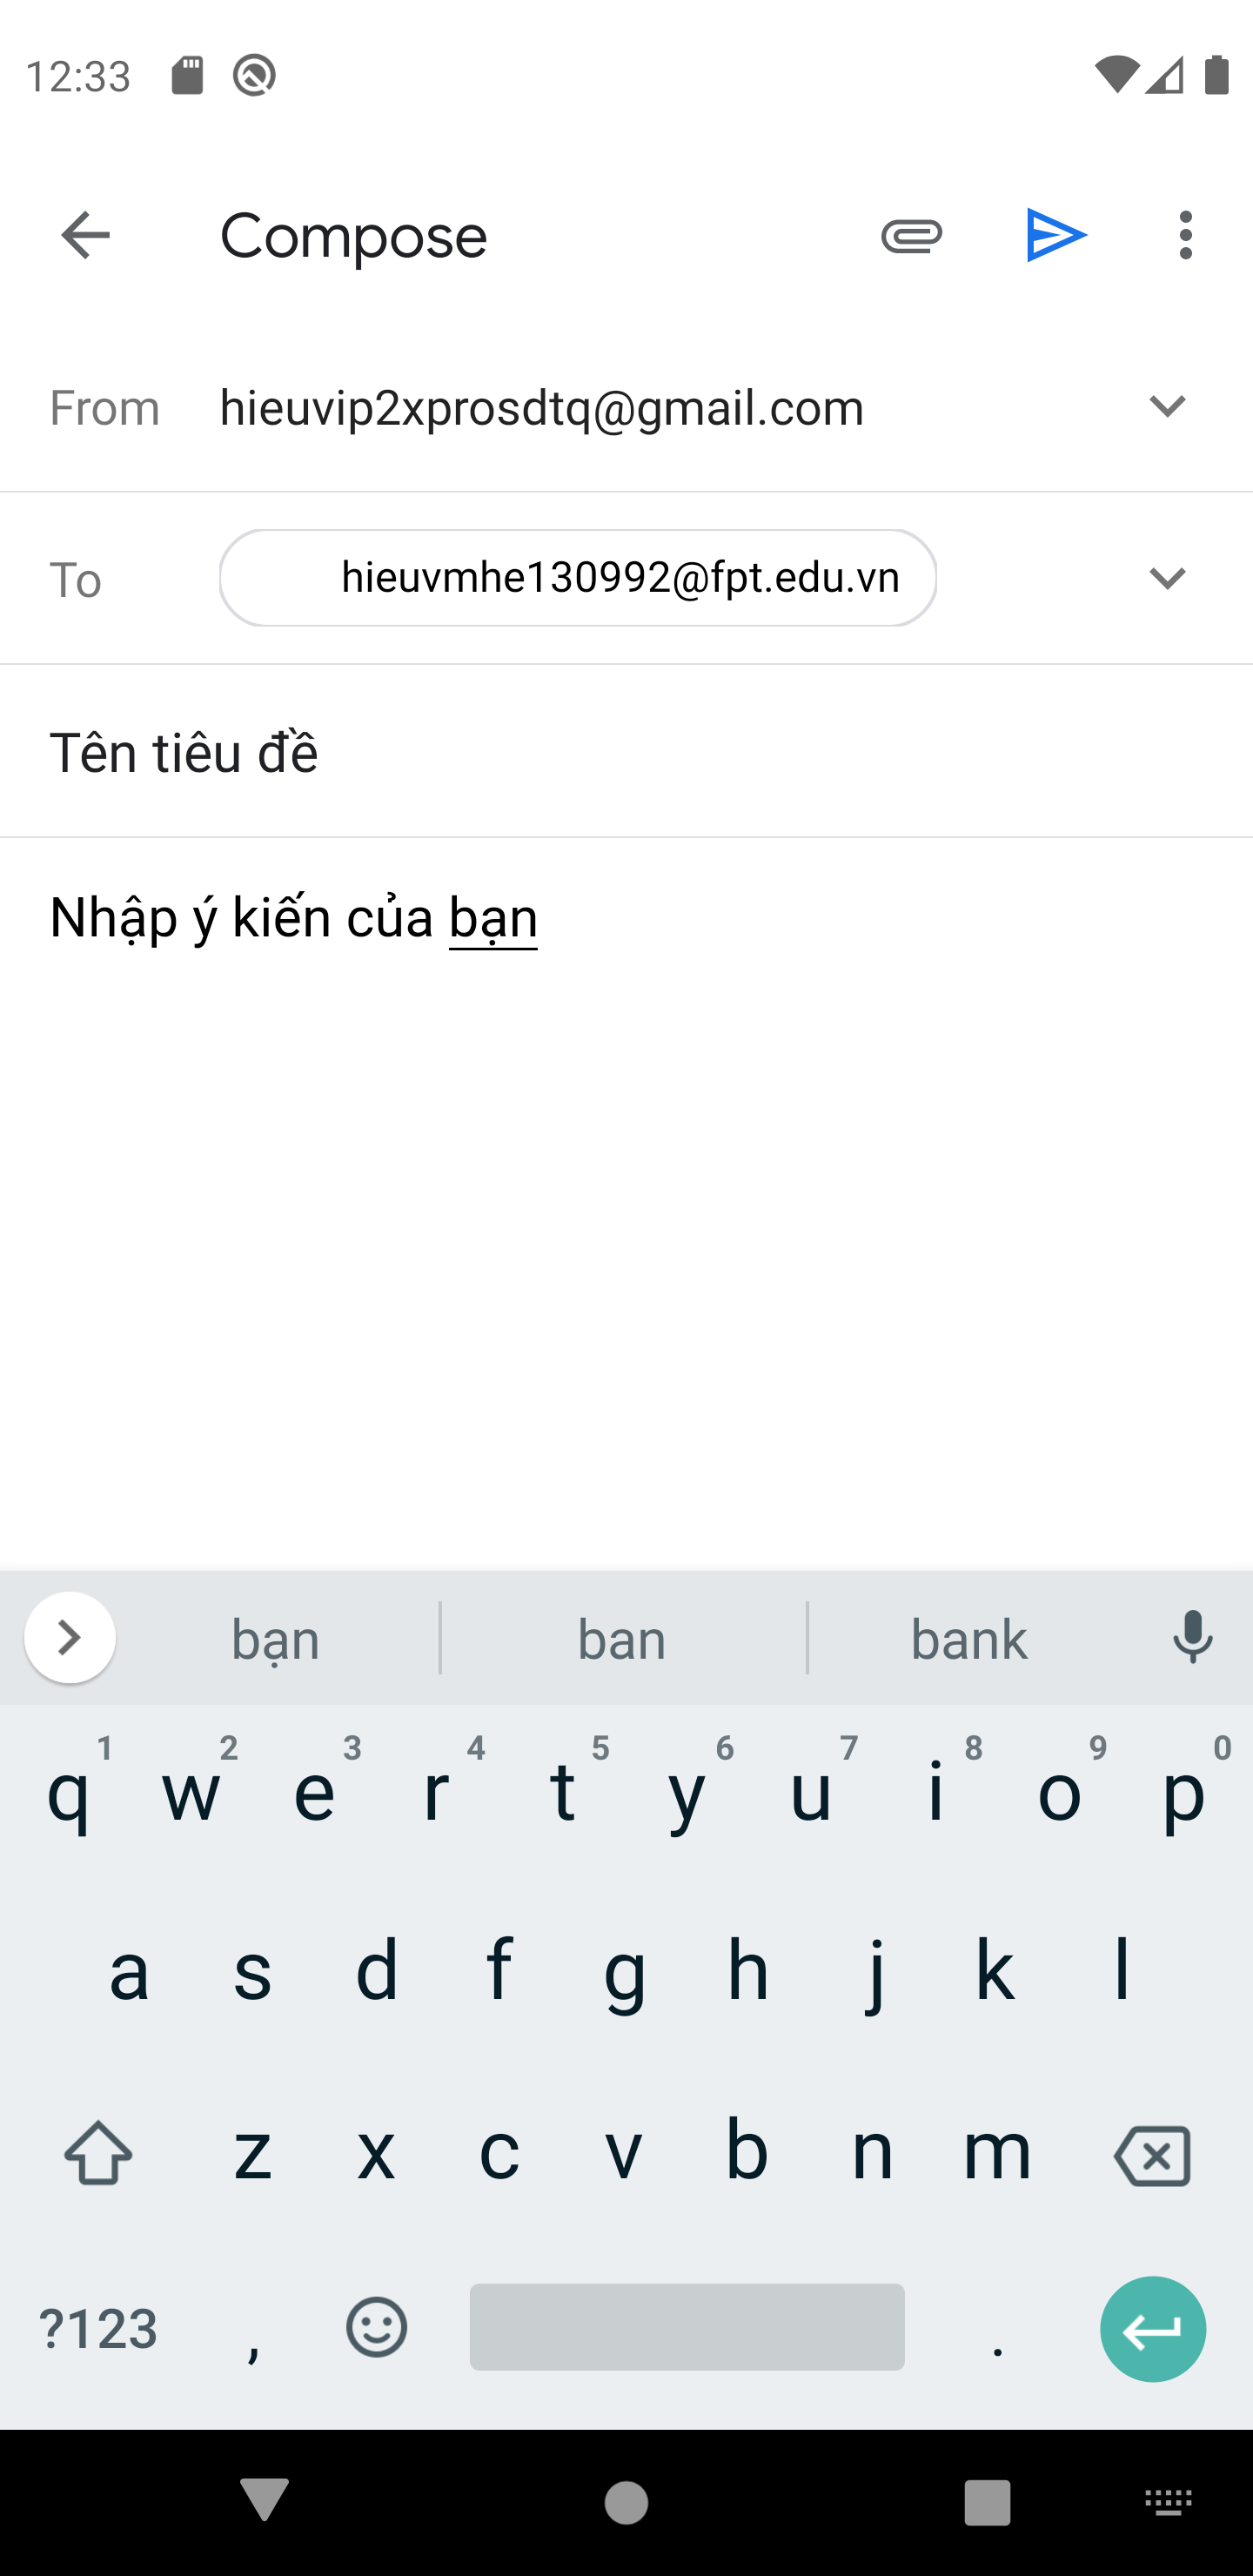 12:33
Compose
From hieuvip2xprosdtq@gmail.com
To hieuvmhe130992@fpt.edu.vn
Tên tiêu đề
Nhập ý kiến của bạn
bạn ban bank
1 2 3 4 5 6 7 8 9 0
q w e r t y u i o p
a s d f g h j k l
z x c v b n m
?123 , .